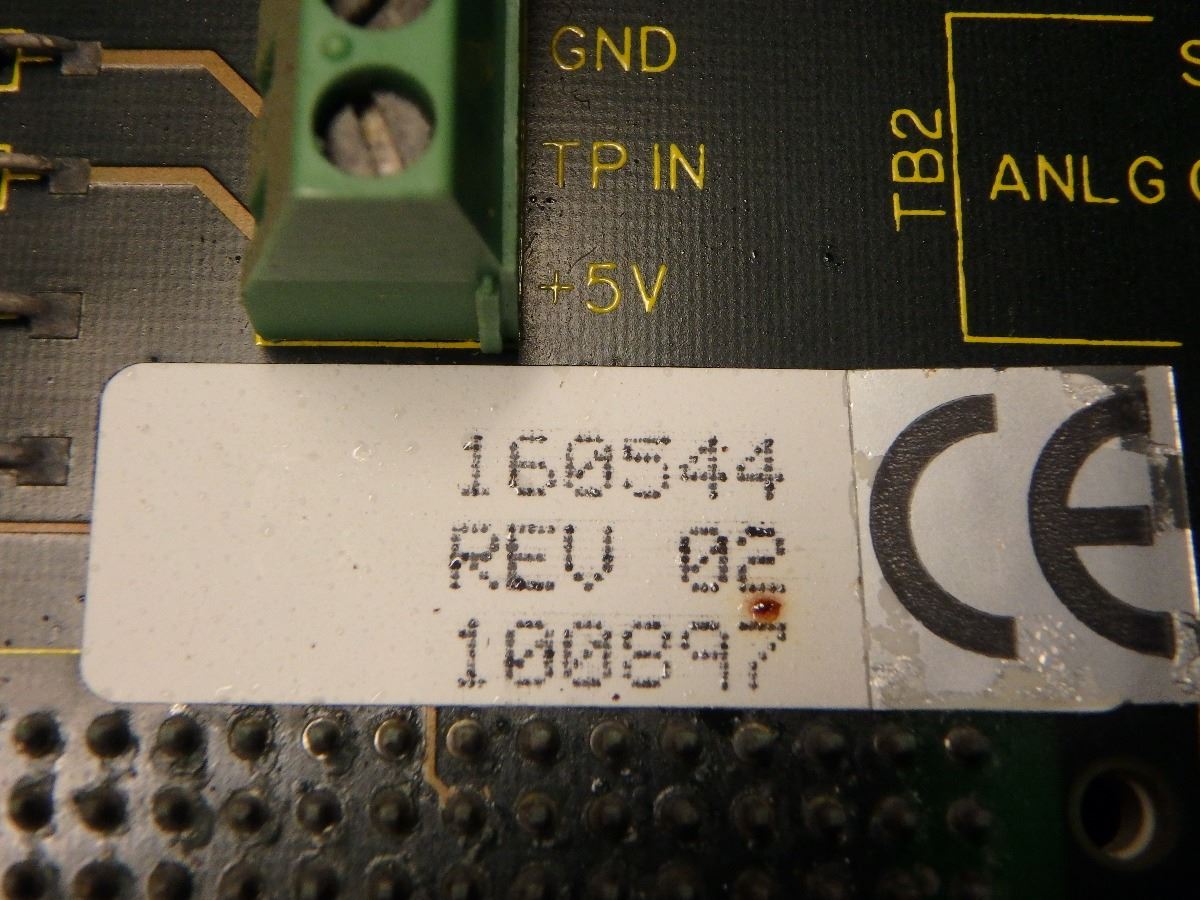 GND
TP IN
+5V
TB2
ANLG
160544
REV 02
100897
CE